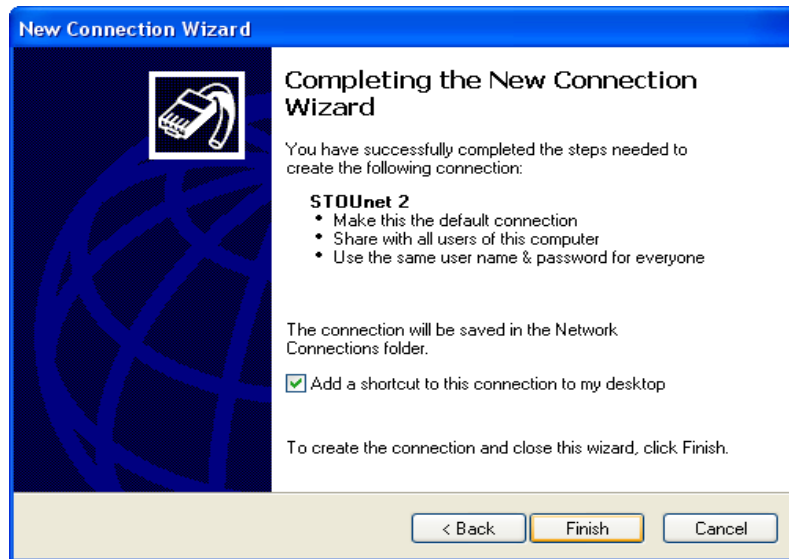 New Connection Wizard
Completing the New Connection
Wizard
You have successfully completed the steps needed to
create the following connection:
STOUnet 2
• Make this the default connection
• Share with all users of this computer
• Use the same user name & password for everyone
The connection will be saved in the Network
Connections folder.
Add a shortcut to this connection to my desktop
To create the connection and close this wizard, click Finish.
< Back
Finish
Cancel